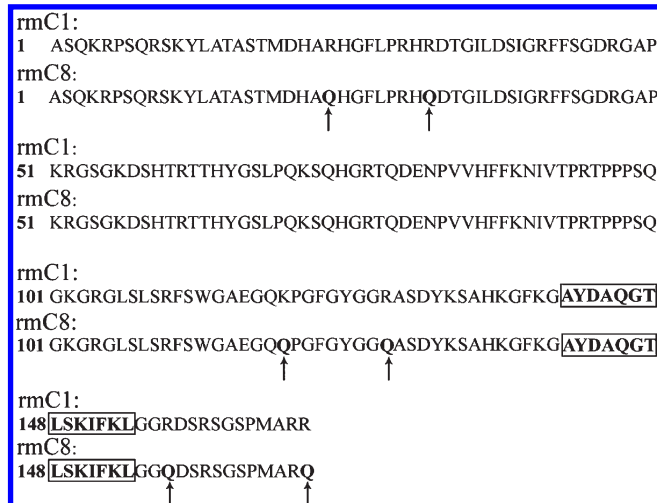 rmC1:
1 ASQKRPSQRSKYLATASTMDHARHGFLPRHRDTGILDSIGRFFSGDRGAP
rmC8:
1 ASQKRPSQRSKYLATASTMDHAQHGFLPRHQDTGILDSIGRFFSGDRGAP
rmC1:
51 KRGSGKDSHTRTTHYGSLPQKSQHGRTQDENPVVHFFKNIVTPRTPPPSQ
rmC8:
51 KRGSGKDSHTRTTHYGSLPQKSQHGRTQDENPVVHFFKNIVTPRTPPPSQ
rmC1:
101 GKGRGLSLSRFSWGAEGQKPGFGYGGRASDYKSAHKGFKGAYDAQGT
rmC8:
101 GKGRGLSLSRFSWGAEGQQPGFGYGGQASDYKSAHKGFKGAYDAQGT
rmC1:
148 LSKIFKLGGRDSRSGSPMARR
rmC8:
148 LSKIFKLGGQDSRSGSPMARQ